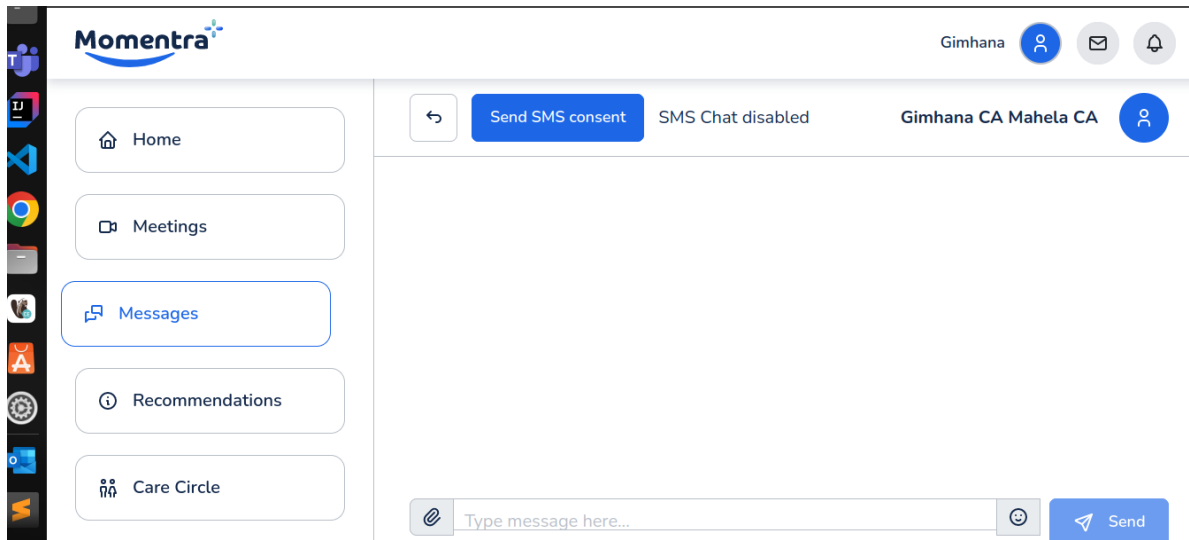 Momentra
Gimhana
Home
Meetings
Messages
Recommendations
Care Circle
Send SMS consent
SMS Chat disabled
Gimhana CA Mahela CA
Type message here...
Send